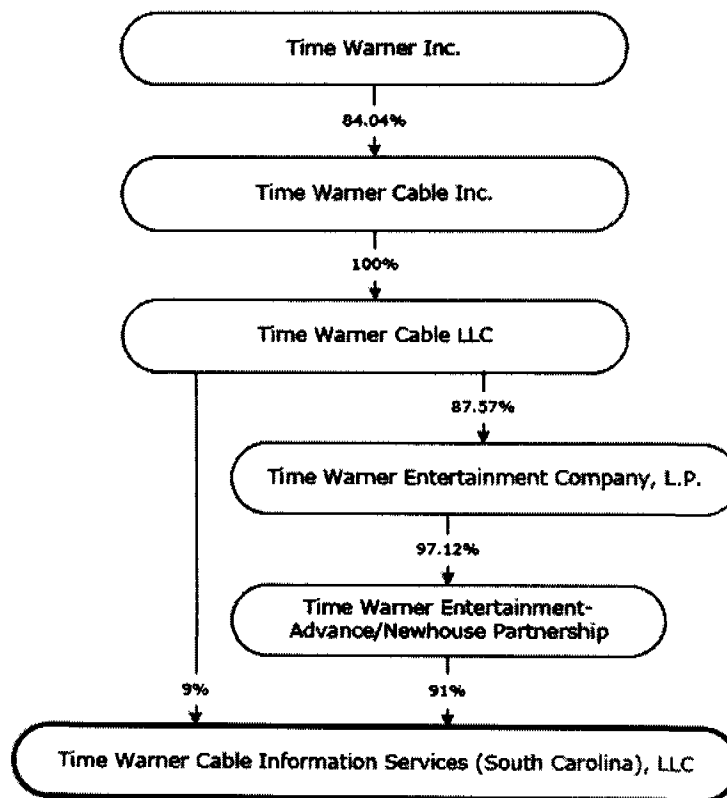 Time Warner Inc.
84.04%
Time Warner Cable Inc.
100%
Time Warner Cable LLC
87.57%
Time Warner Entertainment Company, L.P.
97.12%
Time Warner Entertainment-
Advance/Newhouse Partnership
9%
91%
Time Warner Cable Information Services (South Carolina), LLC